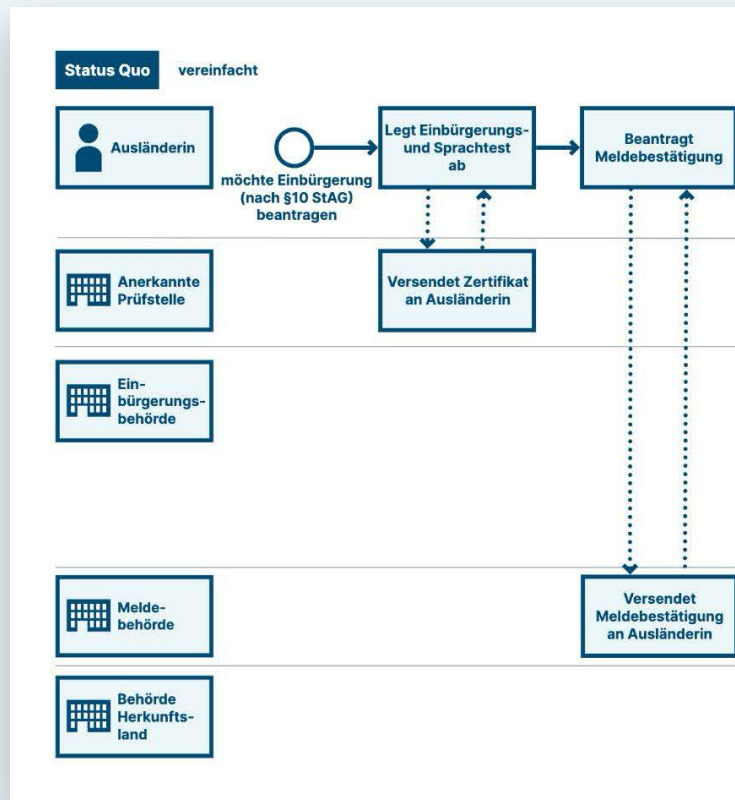 Status Quo
vereinfacht
Ausländerin
möchte Einbürgerung
(nach §10 StAG)
beantragen
Legt Einbürgerungs-
und Sprachtest
ab
Beantragt
Meldebestätigung
Anerkannte
Prüfstelle
Versendet Zertifikat
an Ausländerin
Ein-
bürgerungs-
behörde
Melde-
behörde
Versendet
Meldebestätigung
an Ausländerin
Behörde
Herkunfts-
land